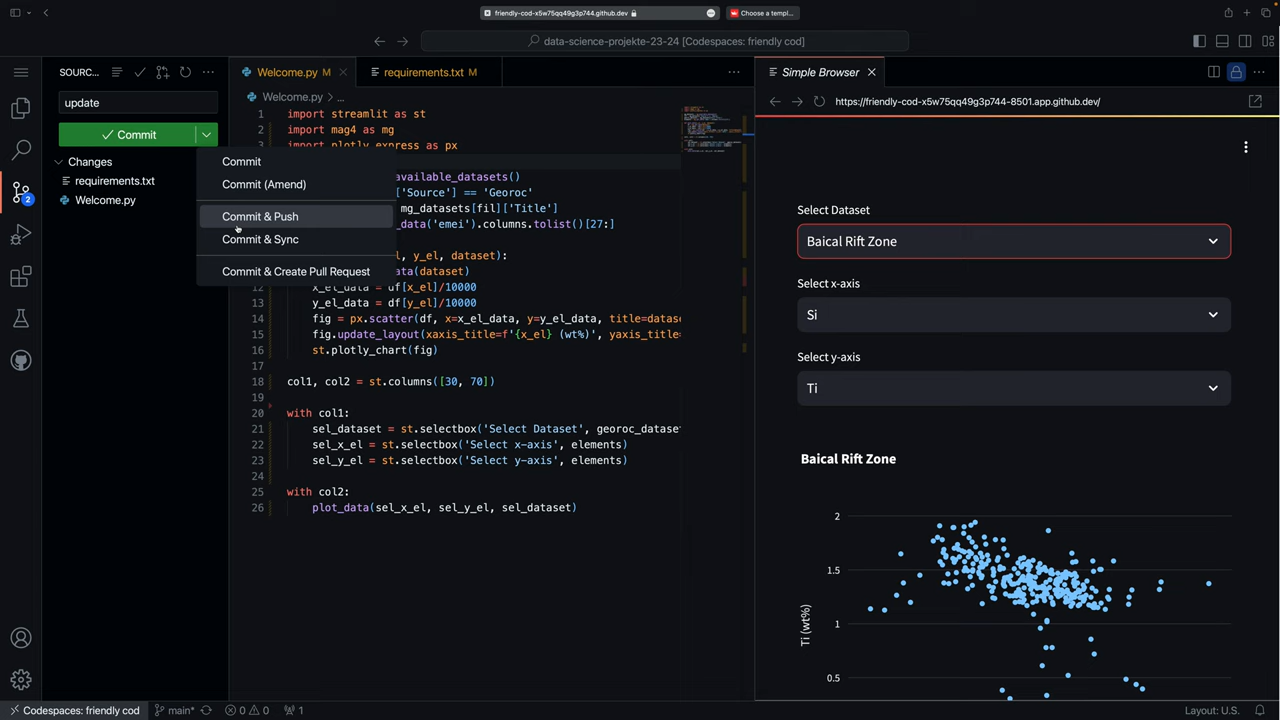 friendly-cod-x5w75qq49g3p744.github.dev
Choose a templ...
data-science-projekte-23-24 [Codespaces: friendly cod]
SOURC...
update
Commit
Changes
requirements.txt
Welcome.py
2
Commit
Commit (Amend)
Commit & Push
Commit & Sync
Commit & Create Pull Request
Welcome.py M
requirements.txt M
Welcome.py > ...
1 import streamlit as st
2 import mag4 as mg
3 import plotly express as px
available_datasets()
['Source'] == 'Georoc'
mg_datasets[fil]['Title']
_data('emei').columns.tolist()[27:]
l, y_el, dataset):
data(dataset)
12 x_el_data = df[x_el]/10000
13 y_el_data = df[y_el]/10000
14 fig = px.scatter(df, x=x_el_data, y=y_el_data, title=datase
15 fig.update_layout(xaxis_title=f'{x_el} (wt%)', yaxis_title=
16 st.plotly_chart(fig)
17
18 col1, col2 = st.columns([30, 70])
19
20 with col1:
21 sel_dataset = st.selectbox('Select Dataset', georoc_dataset
22 sel_x_el = st.selectbox('Select x-axis', elements)
23 sel_y_el = st.selectbox('Select y-axis', elements)
24
25 with col2:
26 plot_data(sel_x_el, sel_y_el, sel_dataset)
Simple Browser
https://friendly-cod-x5w75qq49g3p744-8501.app.github.dev/
Select Dataset
Baical Rift Zone
Select x-axis
Si
Select y-axis
Ti
Baical Rift Zone
2
1.5
1
0.5
Ti (wt%)
Codespaces: friendly cod
main*
0
0
1
Layout: U.S.